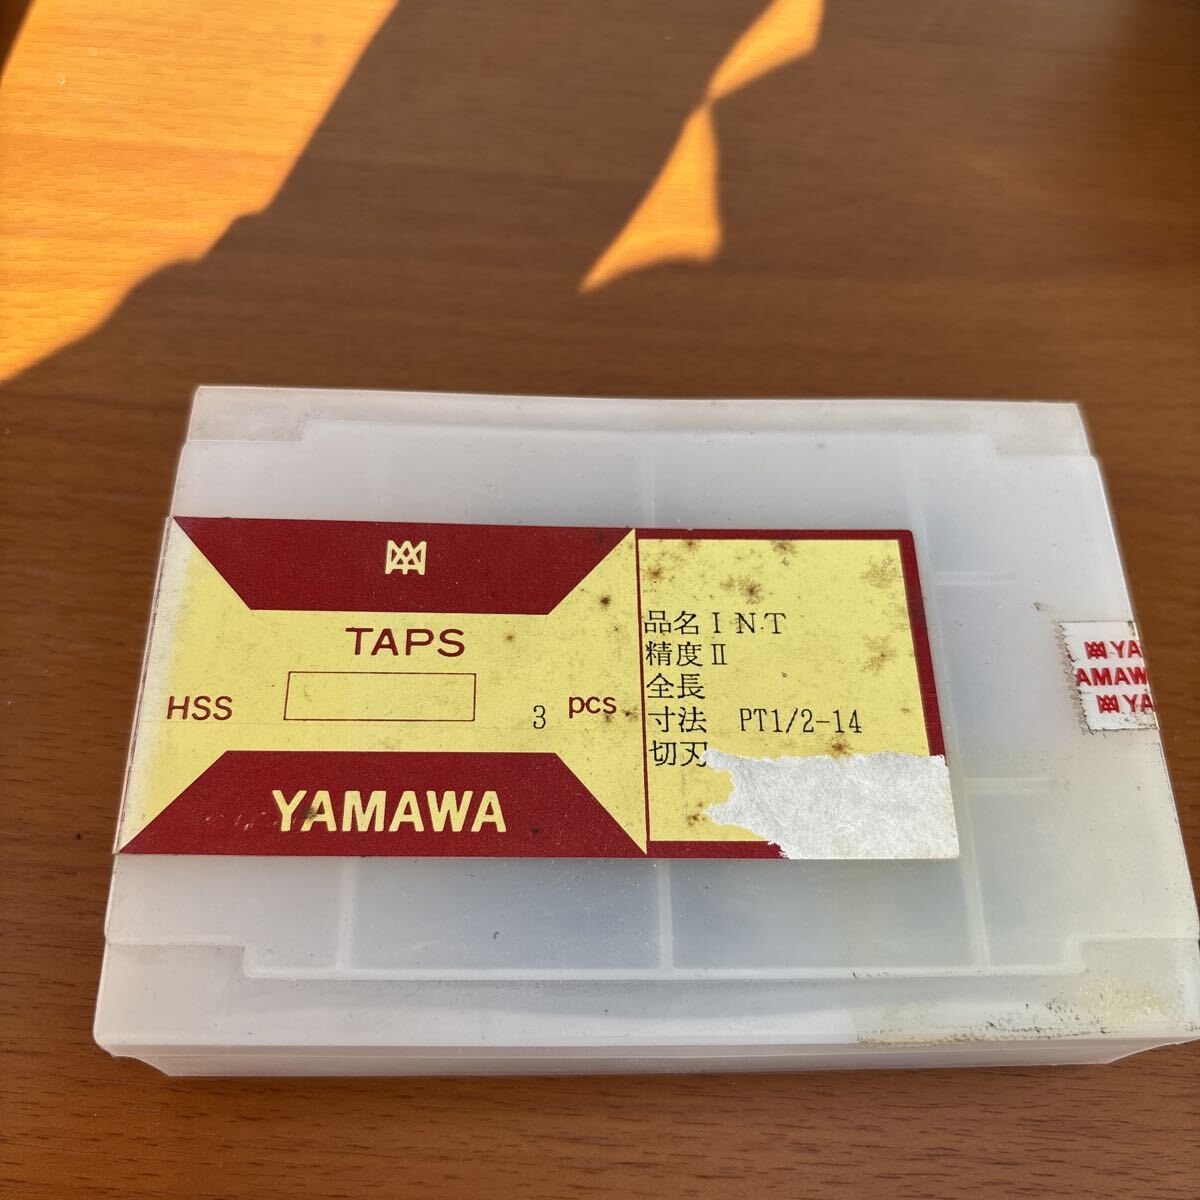 TAPS
HSS
3 pcs
YAMAWA
品名 INT
精度 II
全長
寸法 PT1/2-14
切刃
YA
AMAW
YA